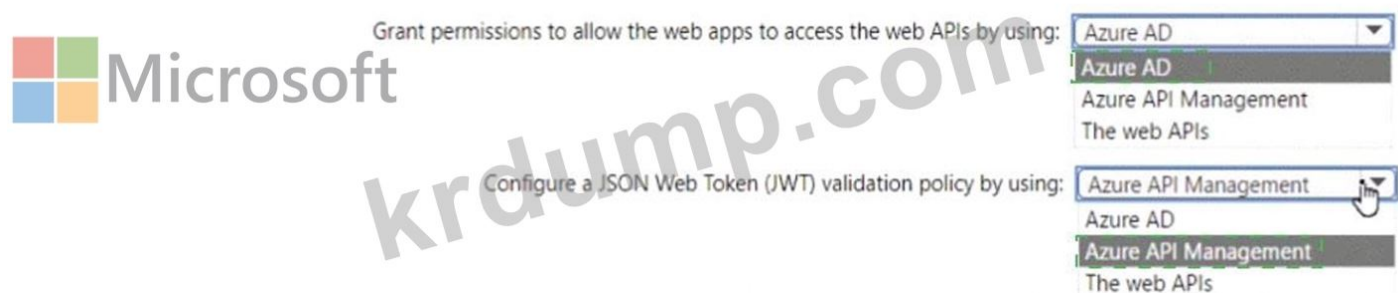 Grant permissions to allow the web apps to access the web APIs by using: Azure AD
Azure AD
Azure API Management
The web APIs
Microsoft
krdump.com
Configure a JSON Web Token (JWT) validation policy by using: Azure API Management
Azure AD
Azure API Management
The web APIs